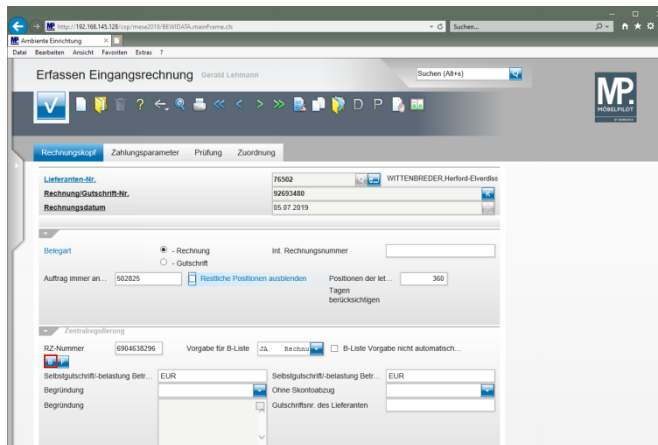 http://192.168.145.128/csp/mese2019/BEWIDATA.mainFrame.cls
Suchen...
MP. Ambiente Einrichtung
Datei Bearbeiten Ansicht Favoriten Extras ?
Erfassen Eingangsrechnung Gerald Lehmann
Suchen (Alt+s)
MP.
MÖBELPILOT
D P
Rechnungskopf Zahlungsparameter Prüfung Zuordnung
Lieferanten-Nr. 76502 WITTENBREDER,Herford-Elverdiss
Rechnung/Gutschrift-Nr. 92693480
Rechnungsdatum 05.07.2019
Belegart - Rechnung Int. Rechnungsnummer
- Gutschrift
Auftrag immer an... 502825 Restliche Positionen ausblenden Positionen der let... 360
Tagen
berücksichtigen
Zentralregulierung
RZ-Nummer 6904638296 Vorgabe für B-Liste JA Rechnu B-Liste Vorgabe nicht automatisch...
Selbstgutschrift/-belastung Betr... EUR Selbstgutschrift/-belastung Betr... EUR
Begründung Ohne Skontoabzug
Begründung Gutschriftsnr. des Lieferanten